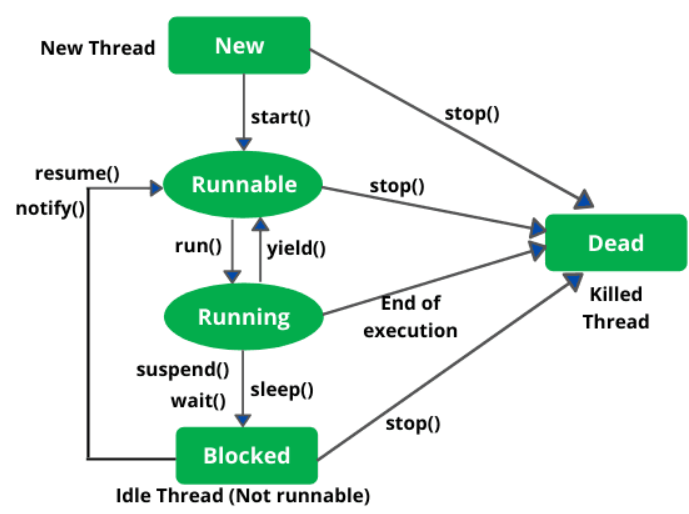 New Thread
New
start()
stop()
resume()
notify()
Runnable
stop()
run()
yield()
Dead
Killed
Thread
Running
End of
execution
suspend()
wait()
sleep()
stop()
Blocked
Idle Thread (Not runnable)